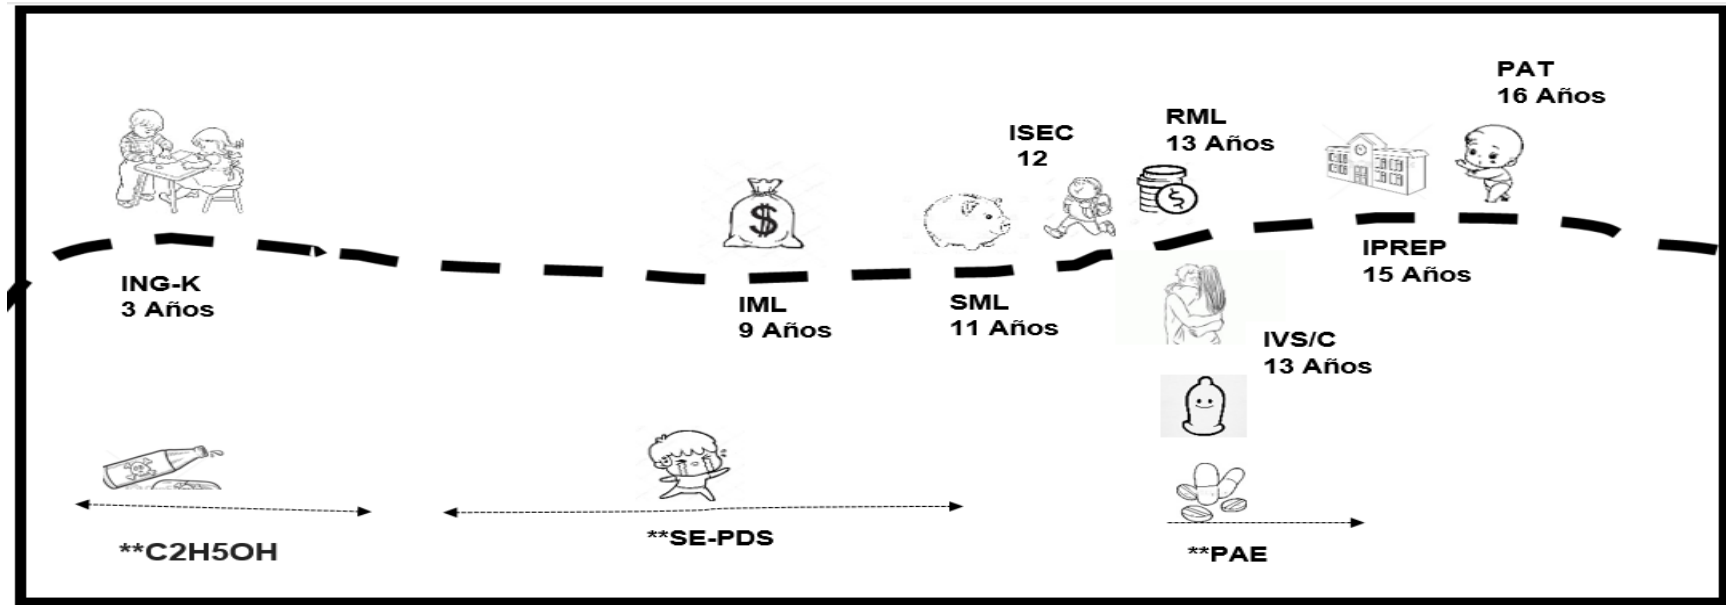 PAT
16 Años
RML
13 Años
ISEC
12
$
$
IPREP
15 Años
ING-K
3 Años
IML
9 Años
SML
11 Años
IVS/C
13 Años
**C2H5OH
**SE-PDS
**PAE